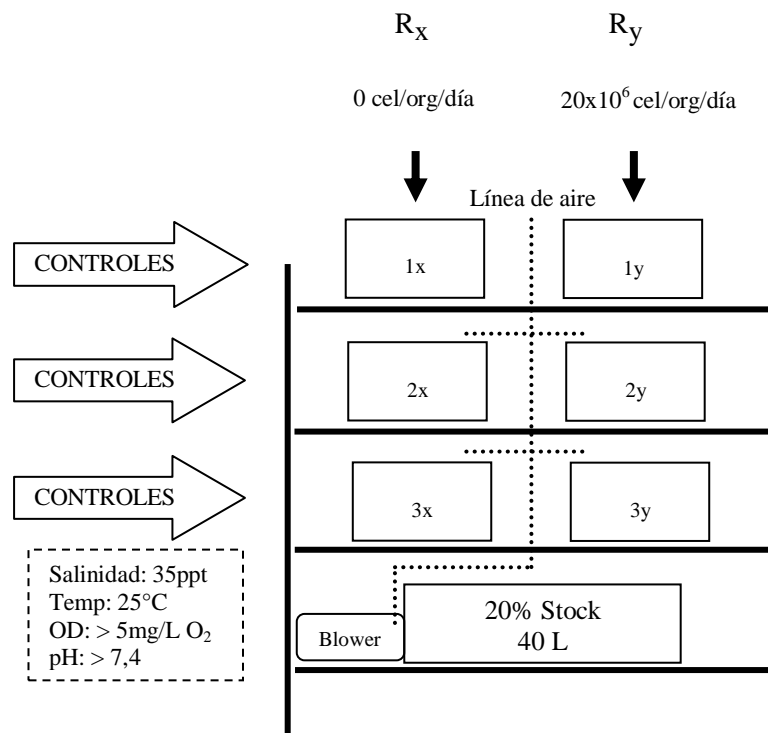 Rx Ry
0 cel/org/día 20x10⁶ cel/org/día
Línea de aire
CONTROLES 1x 1y
CONTROLES 2x 2y
CONTROLES 3x 3y
Salinidad: 35ppt
Temp: 25°C
OD: > 5mg/L O₂
pH: > 7,4
Blower
20% Stock
40 L